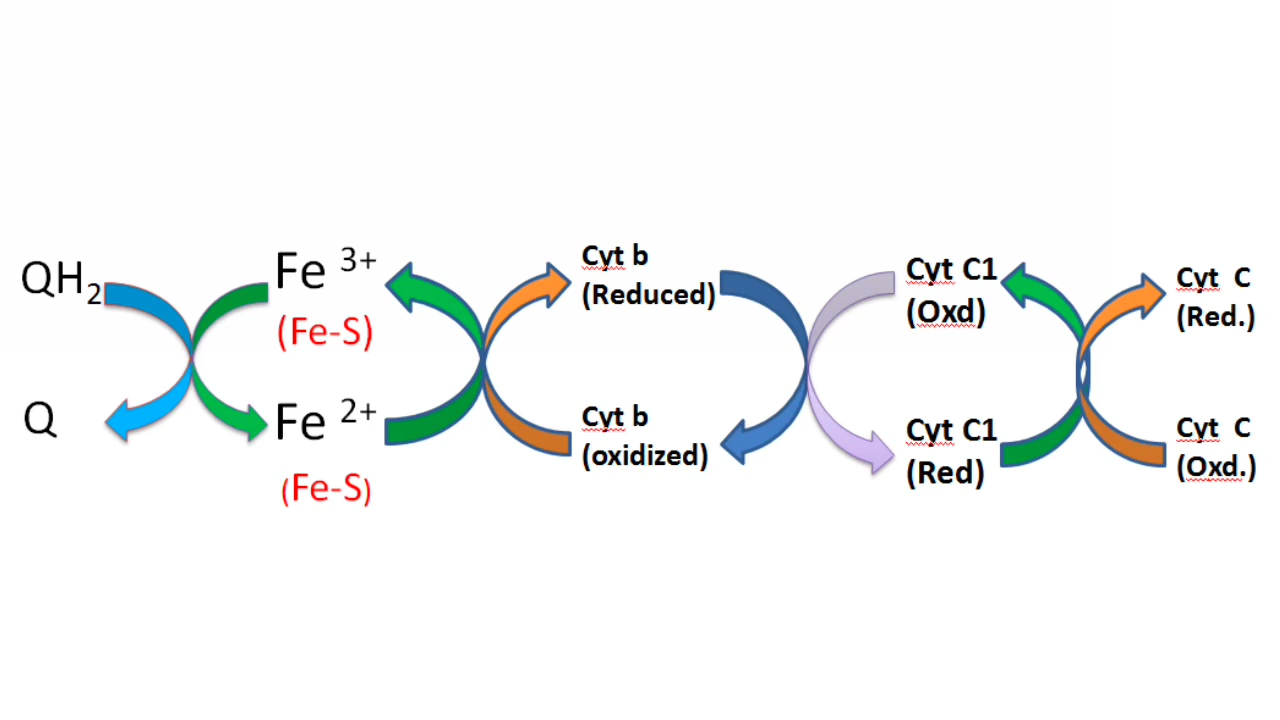 QH2
Q
Fe 3+
(Fe-S)
Fe 2+
(Fe-S)
Cyt b
(Reduced)
Cyt b
(oxidized)
Cyt C1
(Oxd)
Cyt C1
(Red)
Cyt C
(Red.)
Cyt C
(Oxd.)